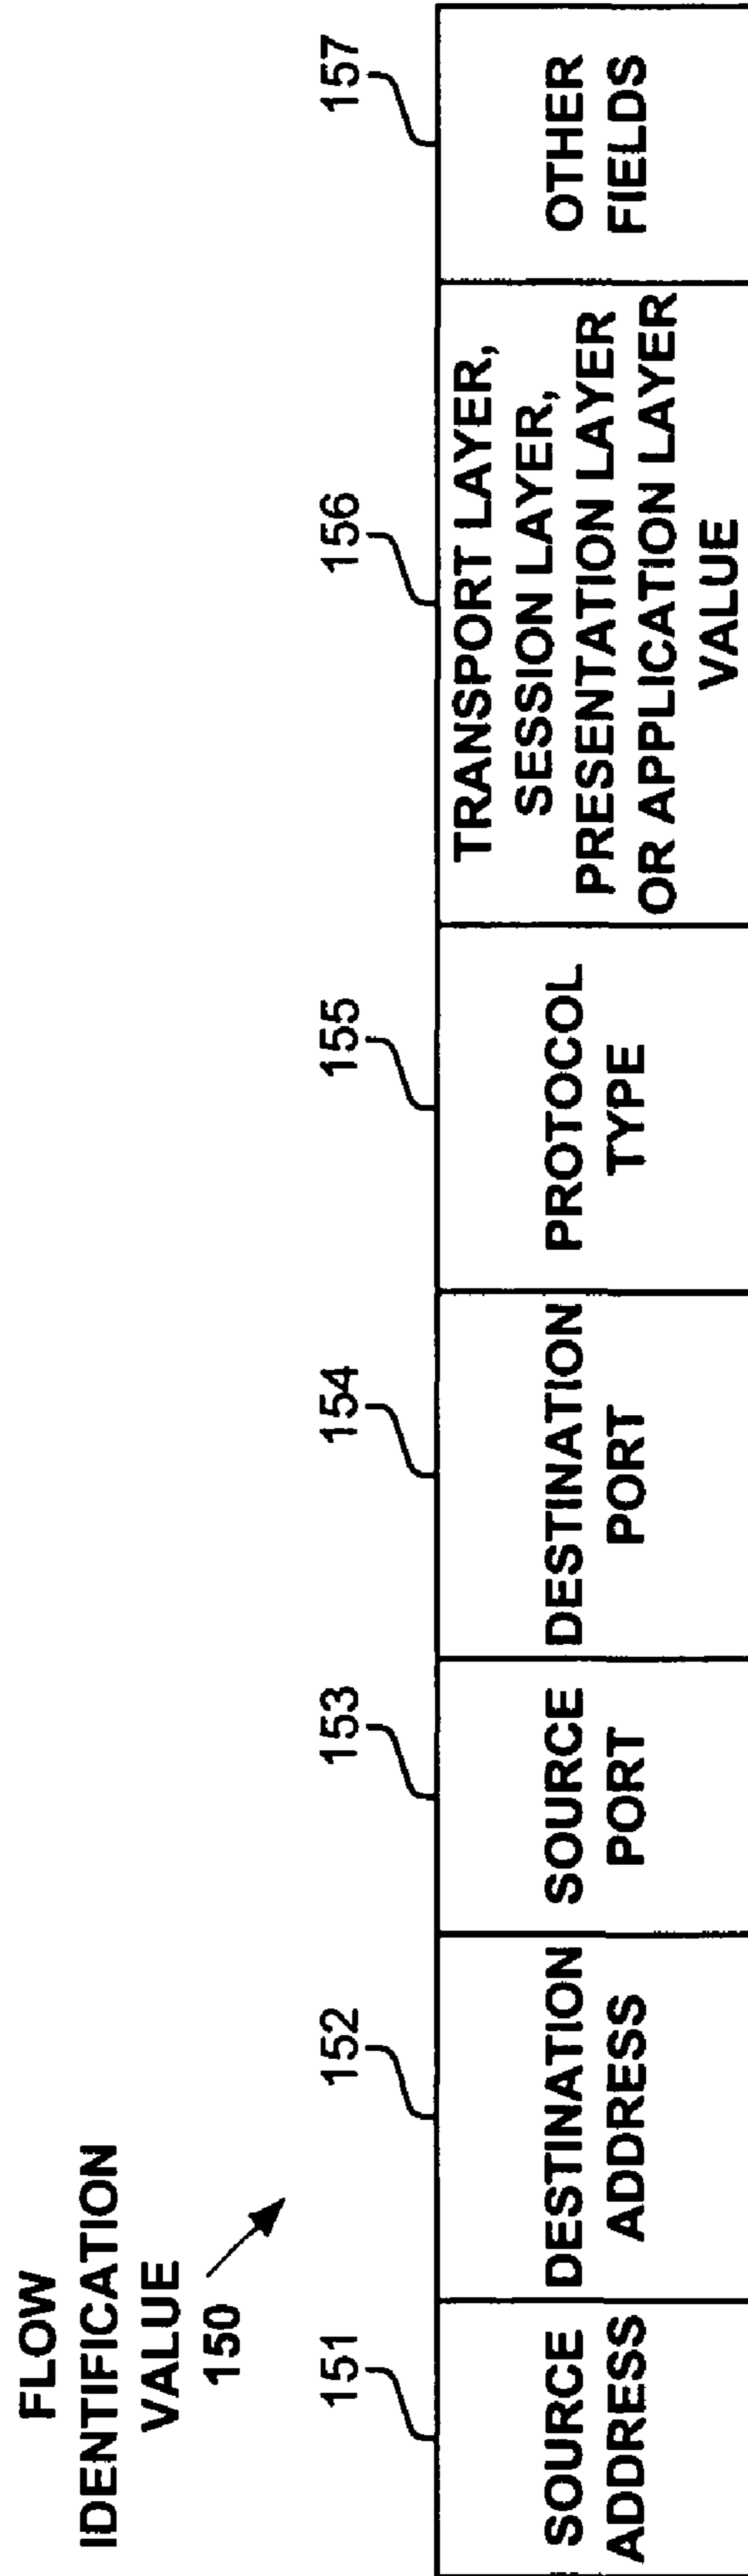 FLOW
IDENTIFICATION
VALUE
150
151
152
153
154
155
156
157
SOURCE
ADDRESS
DESTINATION
ADDRESS
SOURCE
PORT
DESTINATION
PORT
PROTOCOL
TYPE
TRANSPORT LAYER,
SESSION LAYER,
PRESENTATION LAYER
OR APPLICATION LAYER
VALUE
OTHER
FIELDS